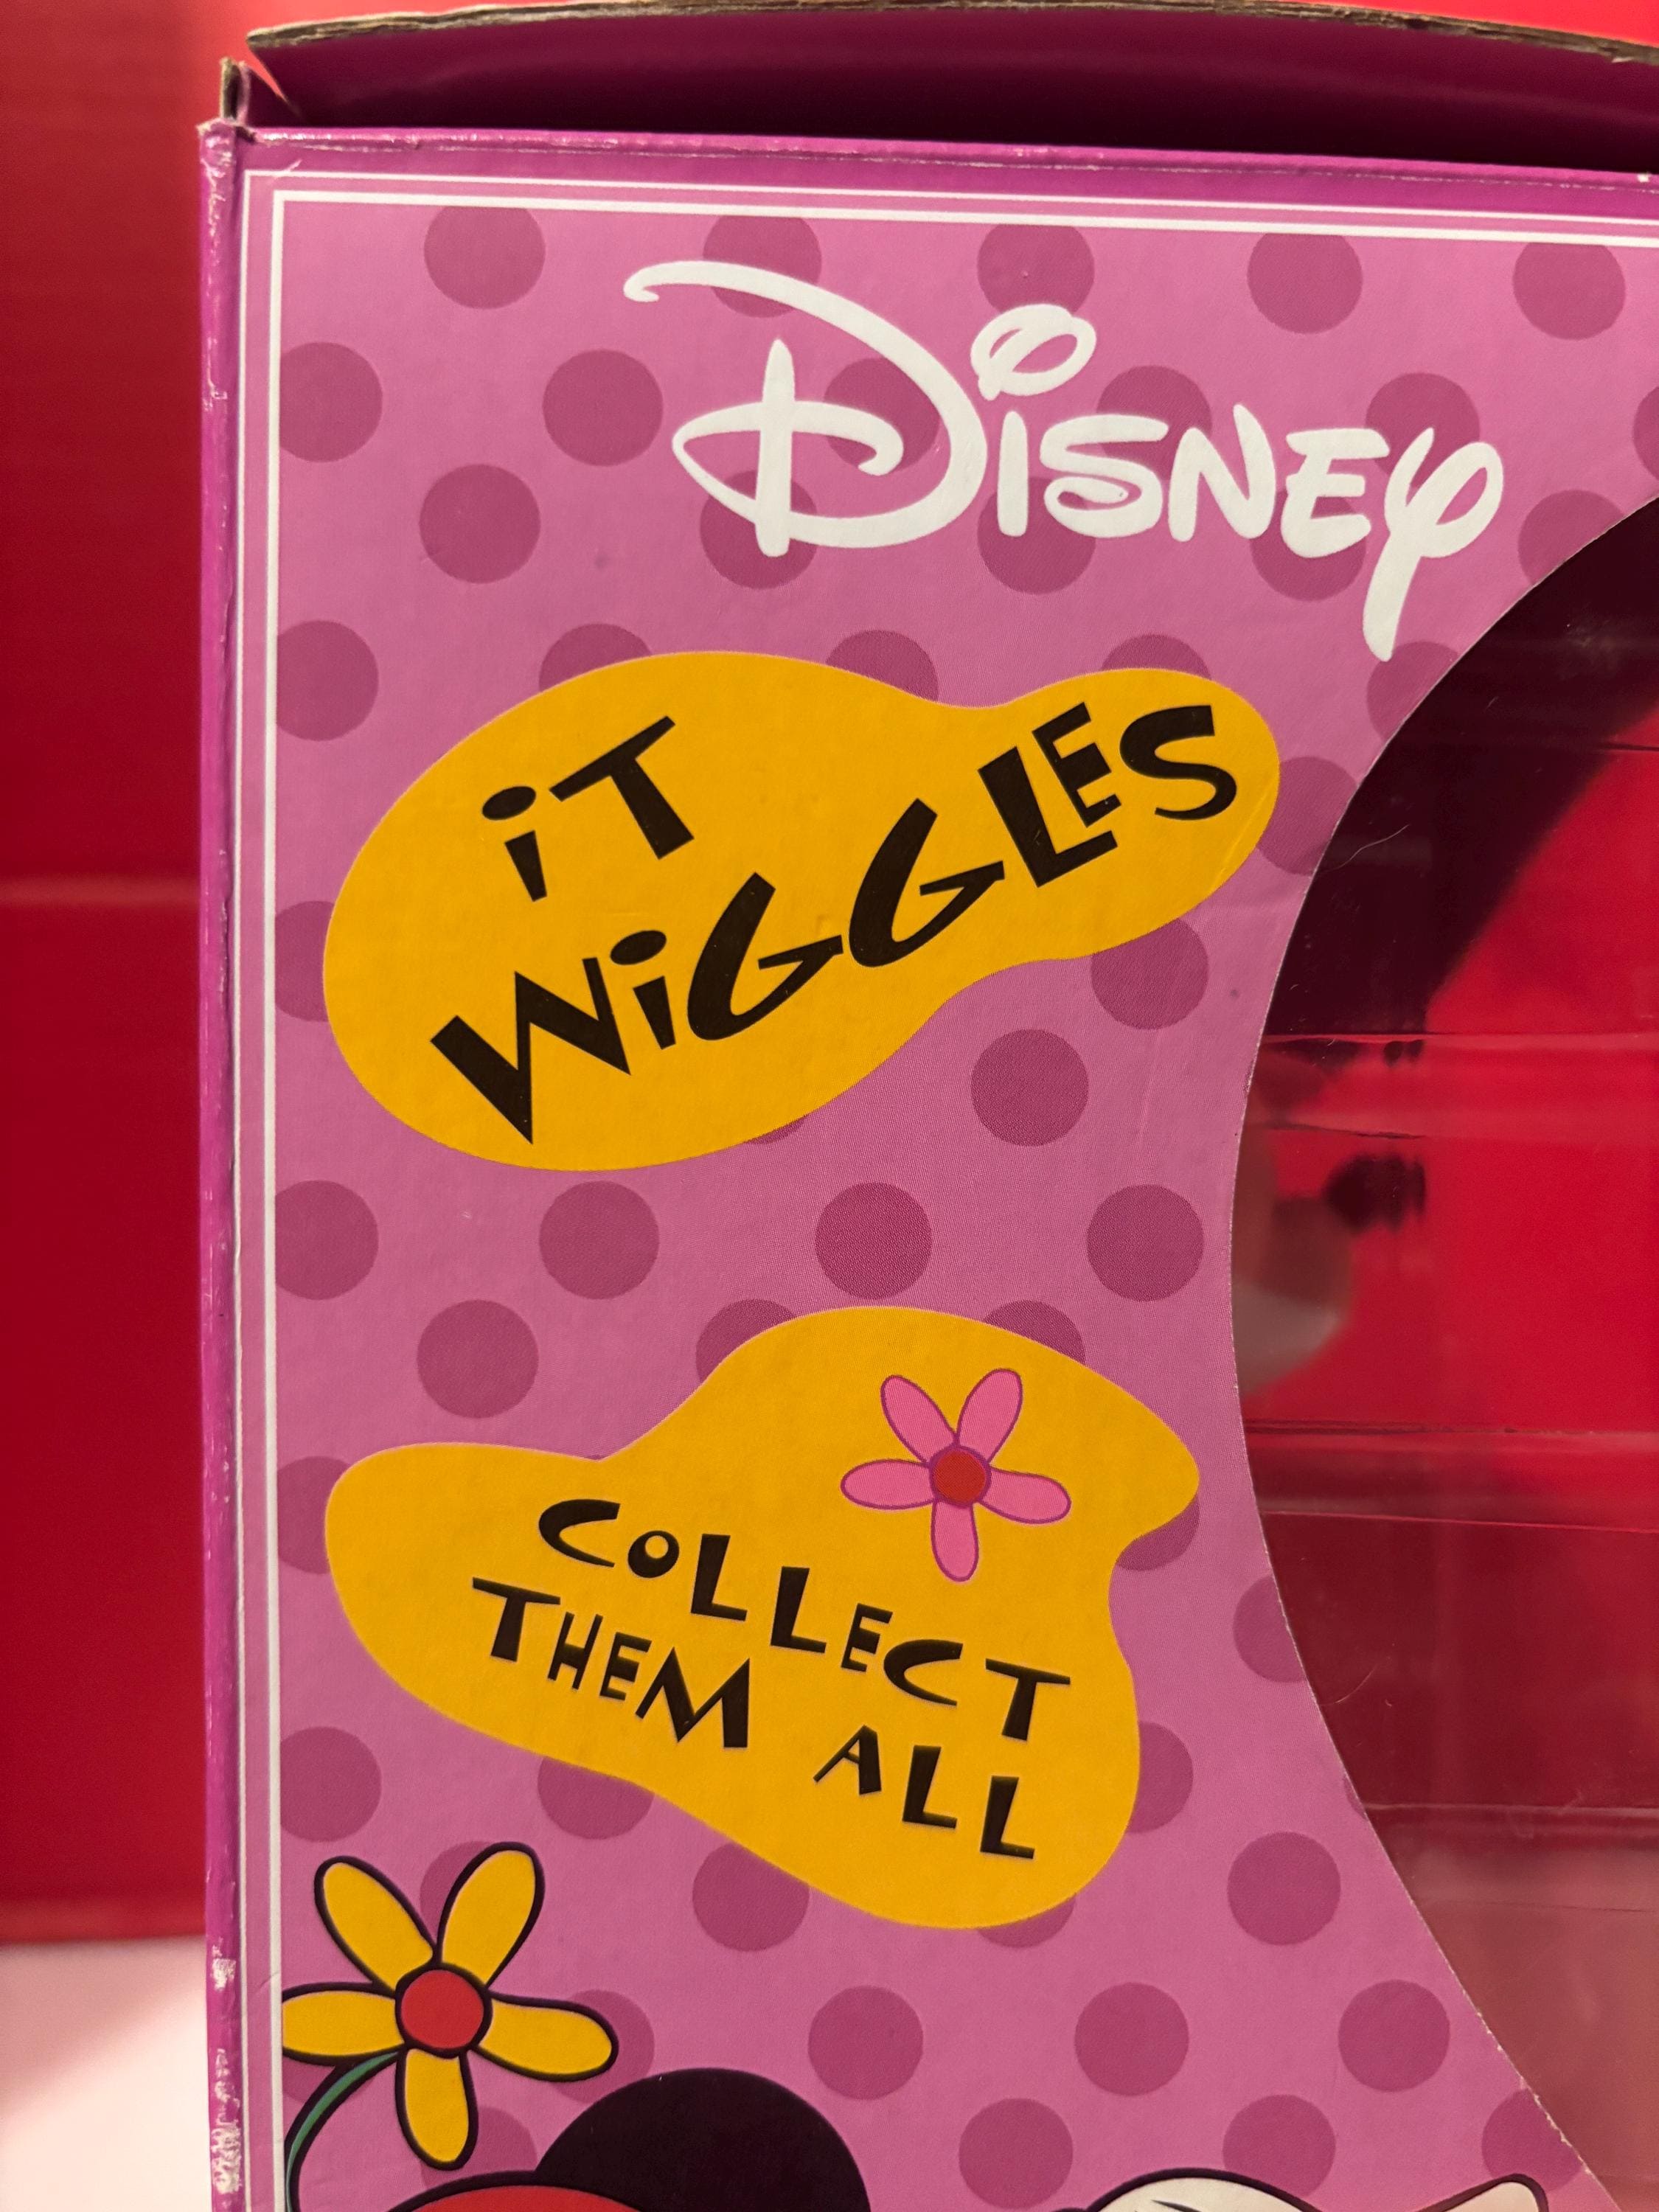 Disney
iT
WiGGLES
COLLECT
THEM ALL